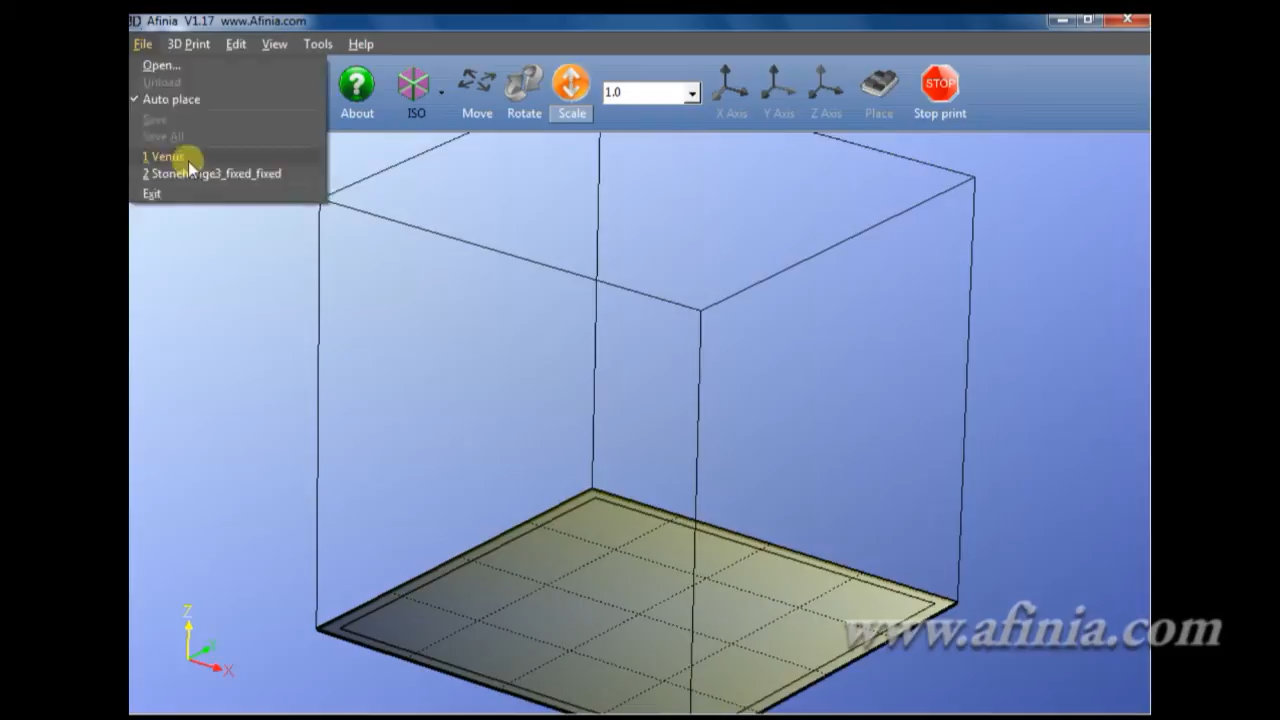 3D Afinia V1.17 www.Afinia.com
File 3D Print Edit View Tools Help
Open...
Unload
Auto place
Save
Save All
1 Venus
2 Stonehenge3_fixed_fixed
Exit
About ISO Move Rotate Scale 1.0 X Axis Y Axis Z Axis Place STOP Stop print
Z
X
www.afinia.com